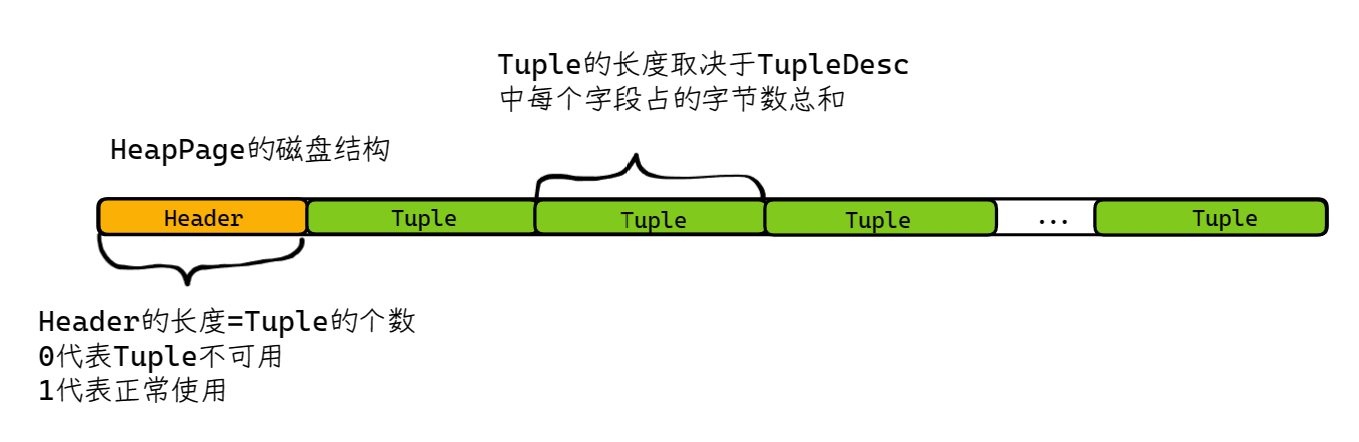 Tuple的长度取决于TupleDesc
中每个字段占的字节数总和
HeapPage的磁盘结构
Header
Tuple
Tuple
Tuple
...
Tuple
Header的长度=Tuple的个数
0代表Tuple不可用
1代表正常使用